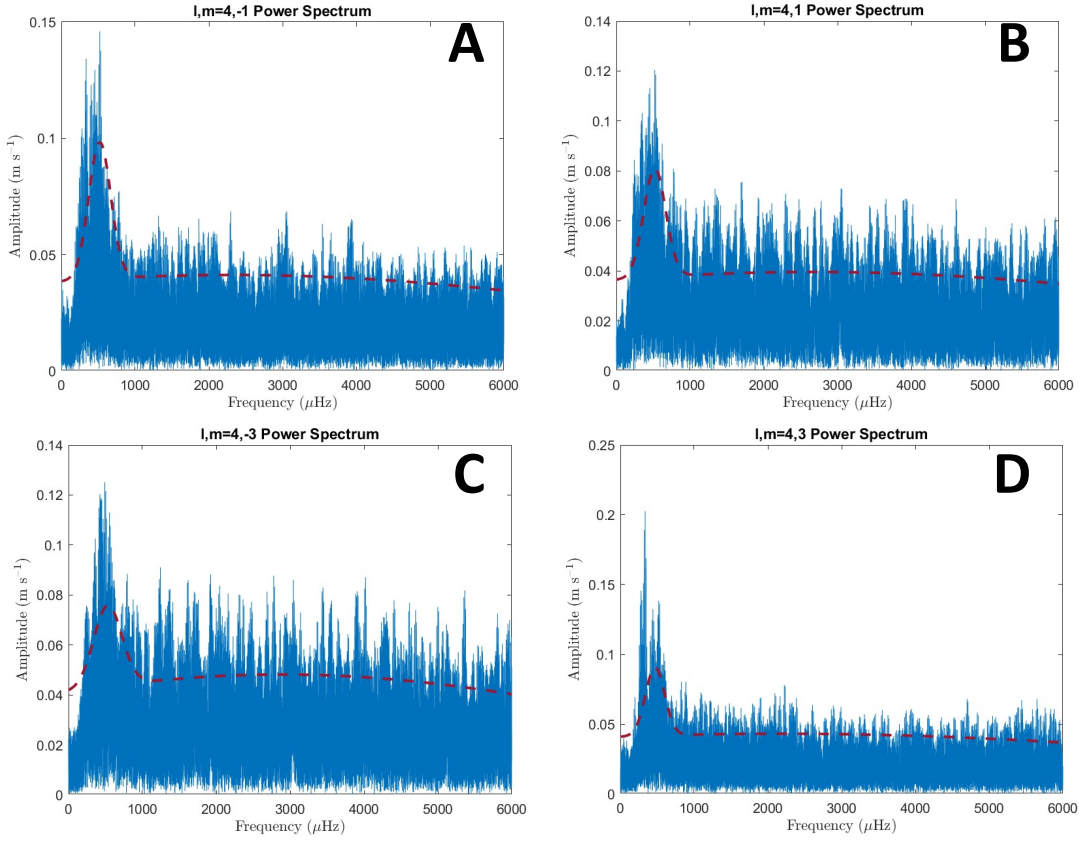 l,m=4,-1 Power Spectrum
A
0.15
0.1
0.05
0
Amplitude (m s⁻¹)
0 1000 2000 3000 4000 5000 6000
Frequency (μHz)
l,m=4,1 Power Spectrum
B
0.14
0.12
0.1
0.08
0.06
0.04
0.02
0
Amplitude (m s⁻¹)
0 1000 2000 3000 4000 5000 6000
Frequency (μHz)
l,m=4,-3 Power Spectrum
C
0.14
0.12
0.1
0.08
0.06
0.04
0.02
0
Amplitude (m s⁻¹)
0 1000 2000 3000 4000 5000 6000
Frequency (μHz)
l,m=4,3 Power Spectrum
D
0.25
0.2
0.15
0.1
0.05
0
Amplitude (m s⁻¹)
0 1000 2000 3000 4000 5000 6000
Frequency (μHz)